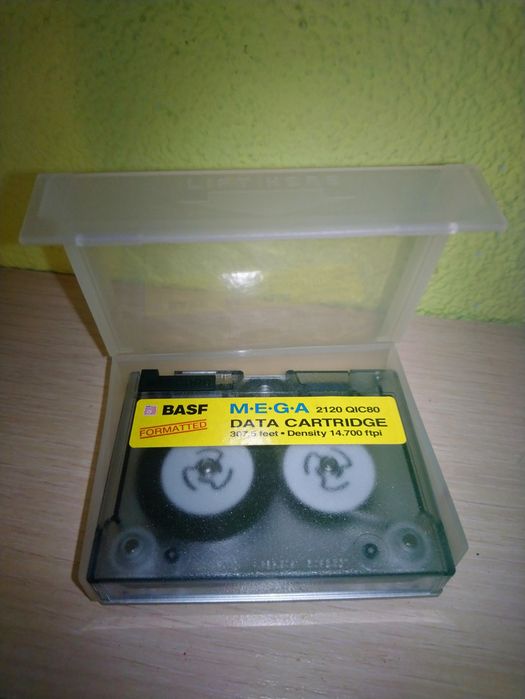 BASF
FORMATTED
M·E·G·A 2120 QIC80
DATA CARTRIDGE
307.5 feet • Density 14.700 ftpi